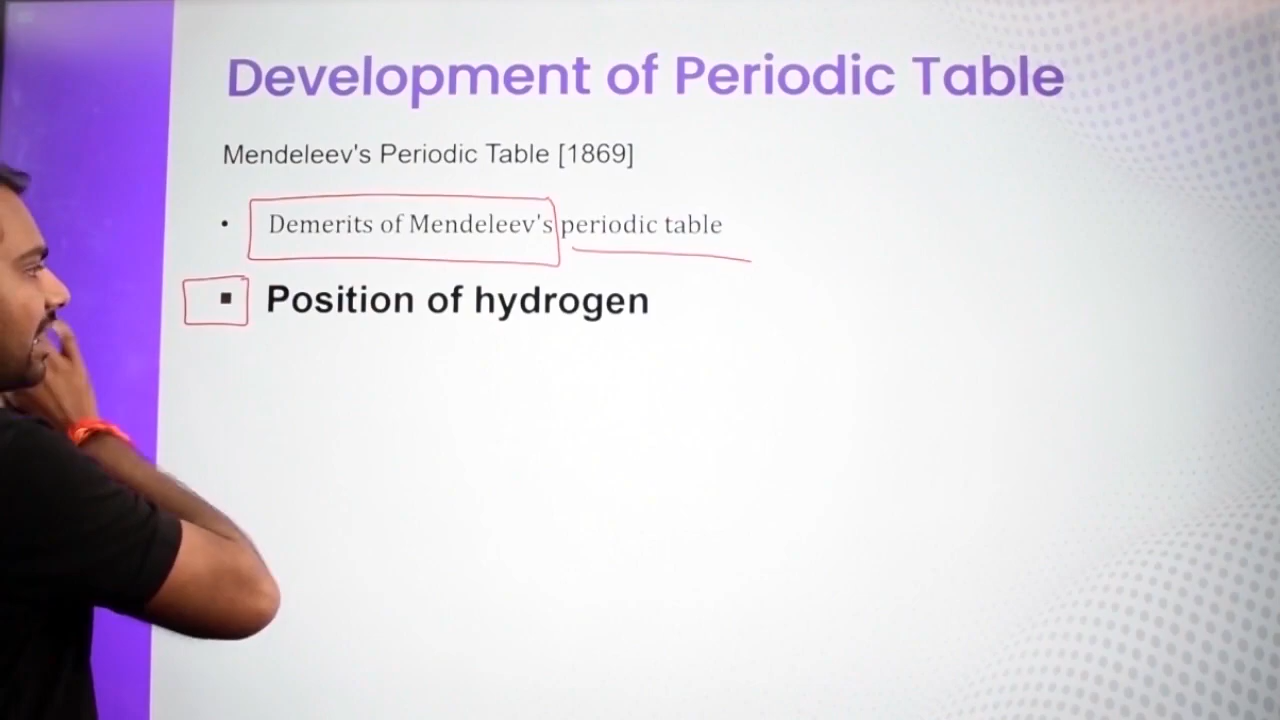 Development of Periodic Table
Mendeleev's Periodic Table [1869]
• Demerits of Mendeleev's periodic table
▪ Position of hydrogen